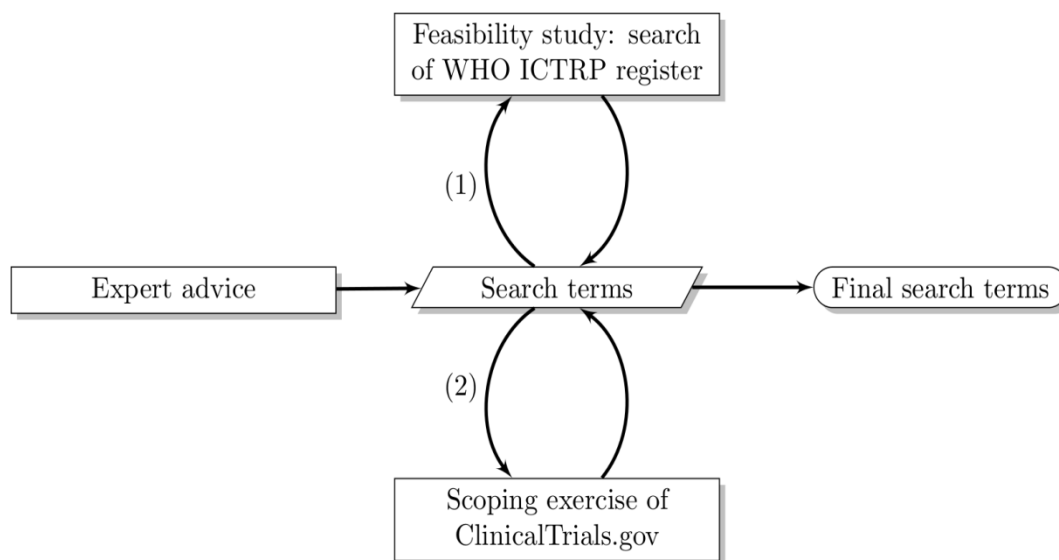 Feasibility study: search
of WHO ICTRP register
(1)
Expert advice
Search terms
Final search terms
(2)
Scoping exercise of
ClinicalTrials.gov